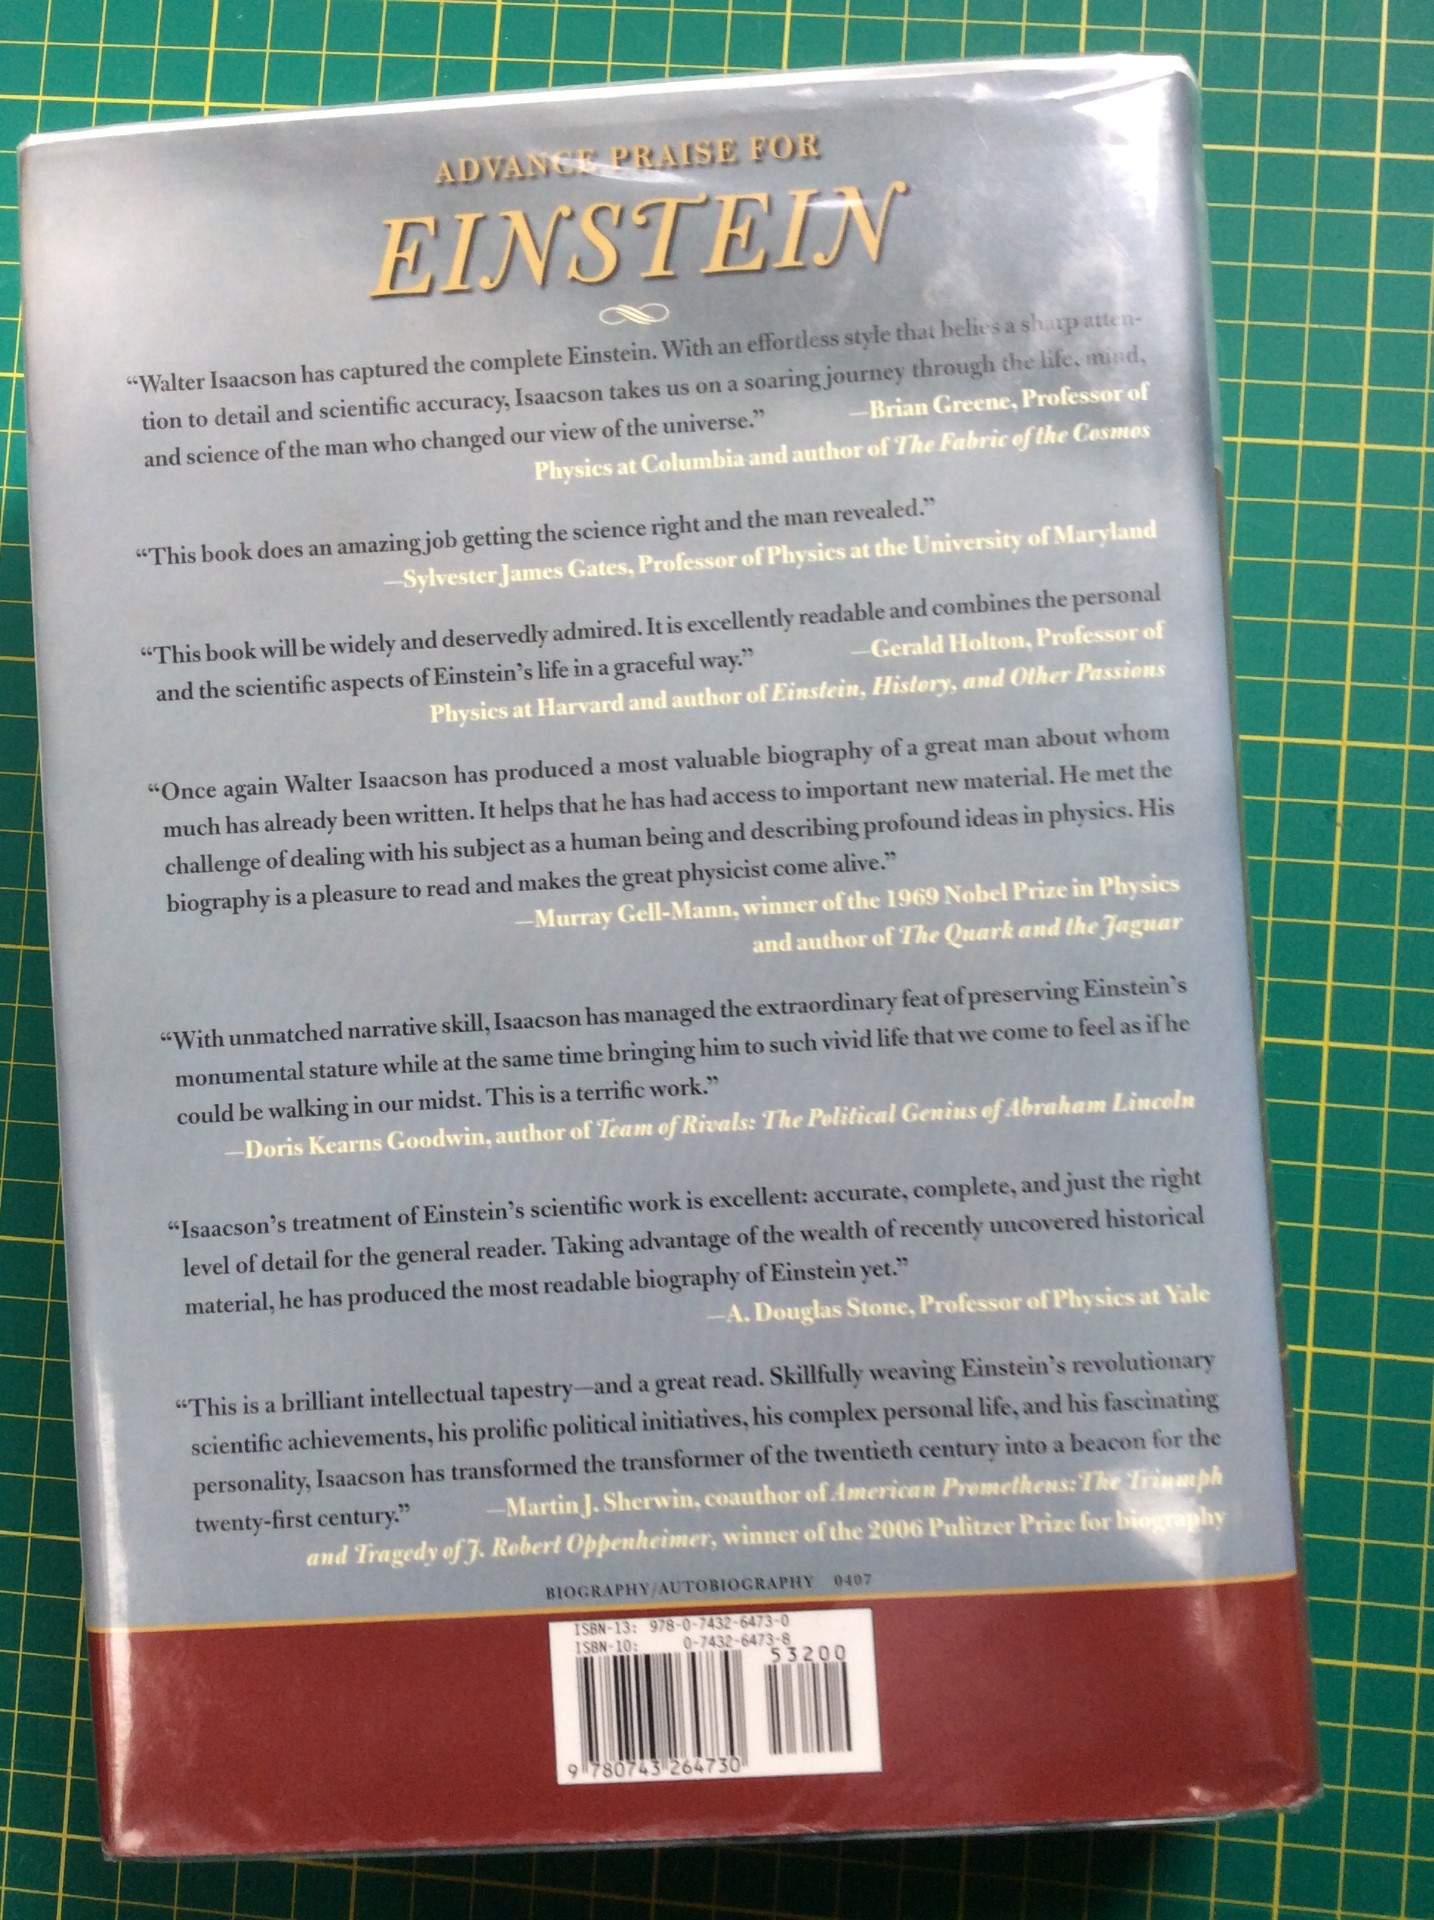 ADVANCE PRAISE FOR
EINSTEIN
“Walter Isaacson has captured the complete Einstein. With an effortless style that belies a sharp atten-
tion to detail and scientific accuracy, Isaacson takes us on a soaring journey through the life, mind,
and science of the man who changed our view of the universe.” —Brian Greene, Professor of
Physics at Columbia and author of The Fabric of the Cosmos
“This book does an amazing job getting the science right and the man revealed.”
—Sylvester James Gates, Professor of Physics at the University of Maryland
“This book will be widely and deservedly admired. It is excellently readable and combines the personal
and the scientific aspects of Einstein’s life in a graceful way.” —Gerald Holton, Professor of
Physics at Harvard and author of Einstein, History, and Other Passions
“Once again Walter Isaacson has produced a most valuable biography of a great man about whom
much has already been written. It helps that he has had access to important new material. He met the
challenge of dealing with his subject as a human being and describing profound ideas in physics. His
biography is a pleasure to read and makes the great physicist come alive.”
—Murray Gell-Mann, winner of the 1969 Nobel Prize in Physics
and author of The Quark and the Jaguar
“With unmatched narrative skill, Isaacson has managed the extraordinary feat of preserving Einstein’s
monumental stature while at the same time bringing him to such vivid life that we come to feel as if he
could be walking in our midst. This is a terrific work.”
—Doris Kearns Goodwin, author of Team of Rivals: The Political Genius of Abraham Lincoln
“Isaacson’s treatment of Einstein’s scientific work is excellent: accurate, complete, and just the right
level of detail for the general reader. Taking advantage of the wealth of recently uncovered historical
material, he has produced the most readable biography of Einstein yet.”
—A. Douglas Stone, Professor of Physics at Yale
“This is a brilliant intellectual tapestry—and a great read. Skillfully weaving Einstein’s revolutionary
scientific achievements, his prolific political initiatives, his complex personal life, and his fascinating
personality, Isaacson has transformed the transformer of the twentieth century into a beacon for the
twenty-first century.” —Martin J. Sherwin, coauthor of American Prometheus: The Triumph
and Tragedy of J. Robert Oppenheimer, winner of the 2006 Pulitzer Prize for biography
BIOGRAPHY/AUTOBIOGRAPHY 0407
ISBN-13: 978-0-7432-6473-0
ISBN-10: 0-7432-6473-8
53200
9 780743 264730